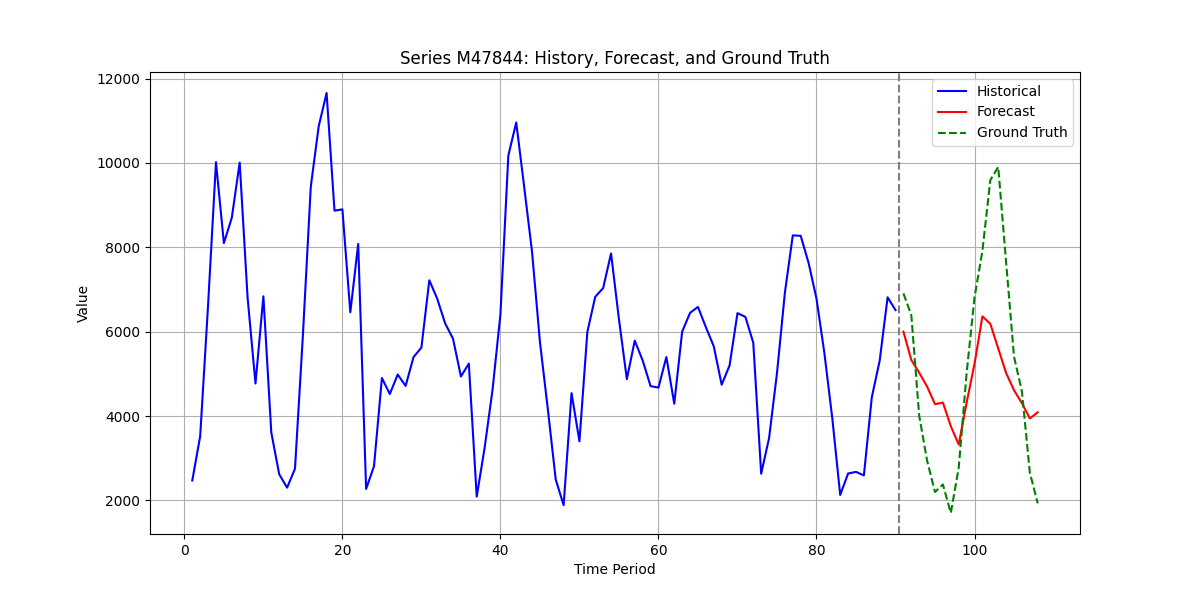 Series M47844: History, Forecast, and Ground Truth
12000
10000
8000
6000
4000
2000
Value
Historical
Forecast
Ground Truth
0
20
40
60
80
100
Time Period